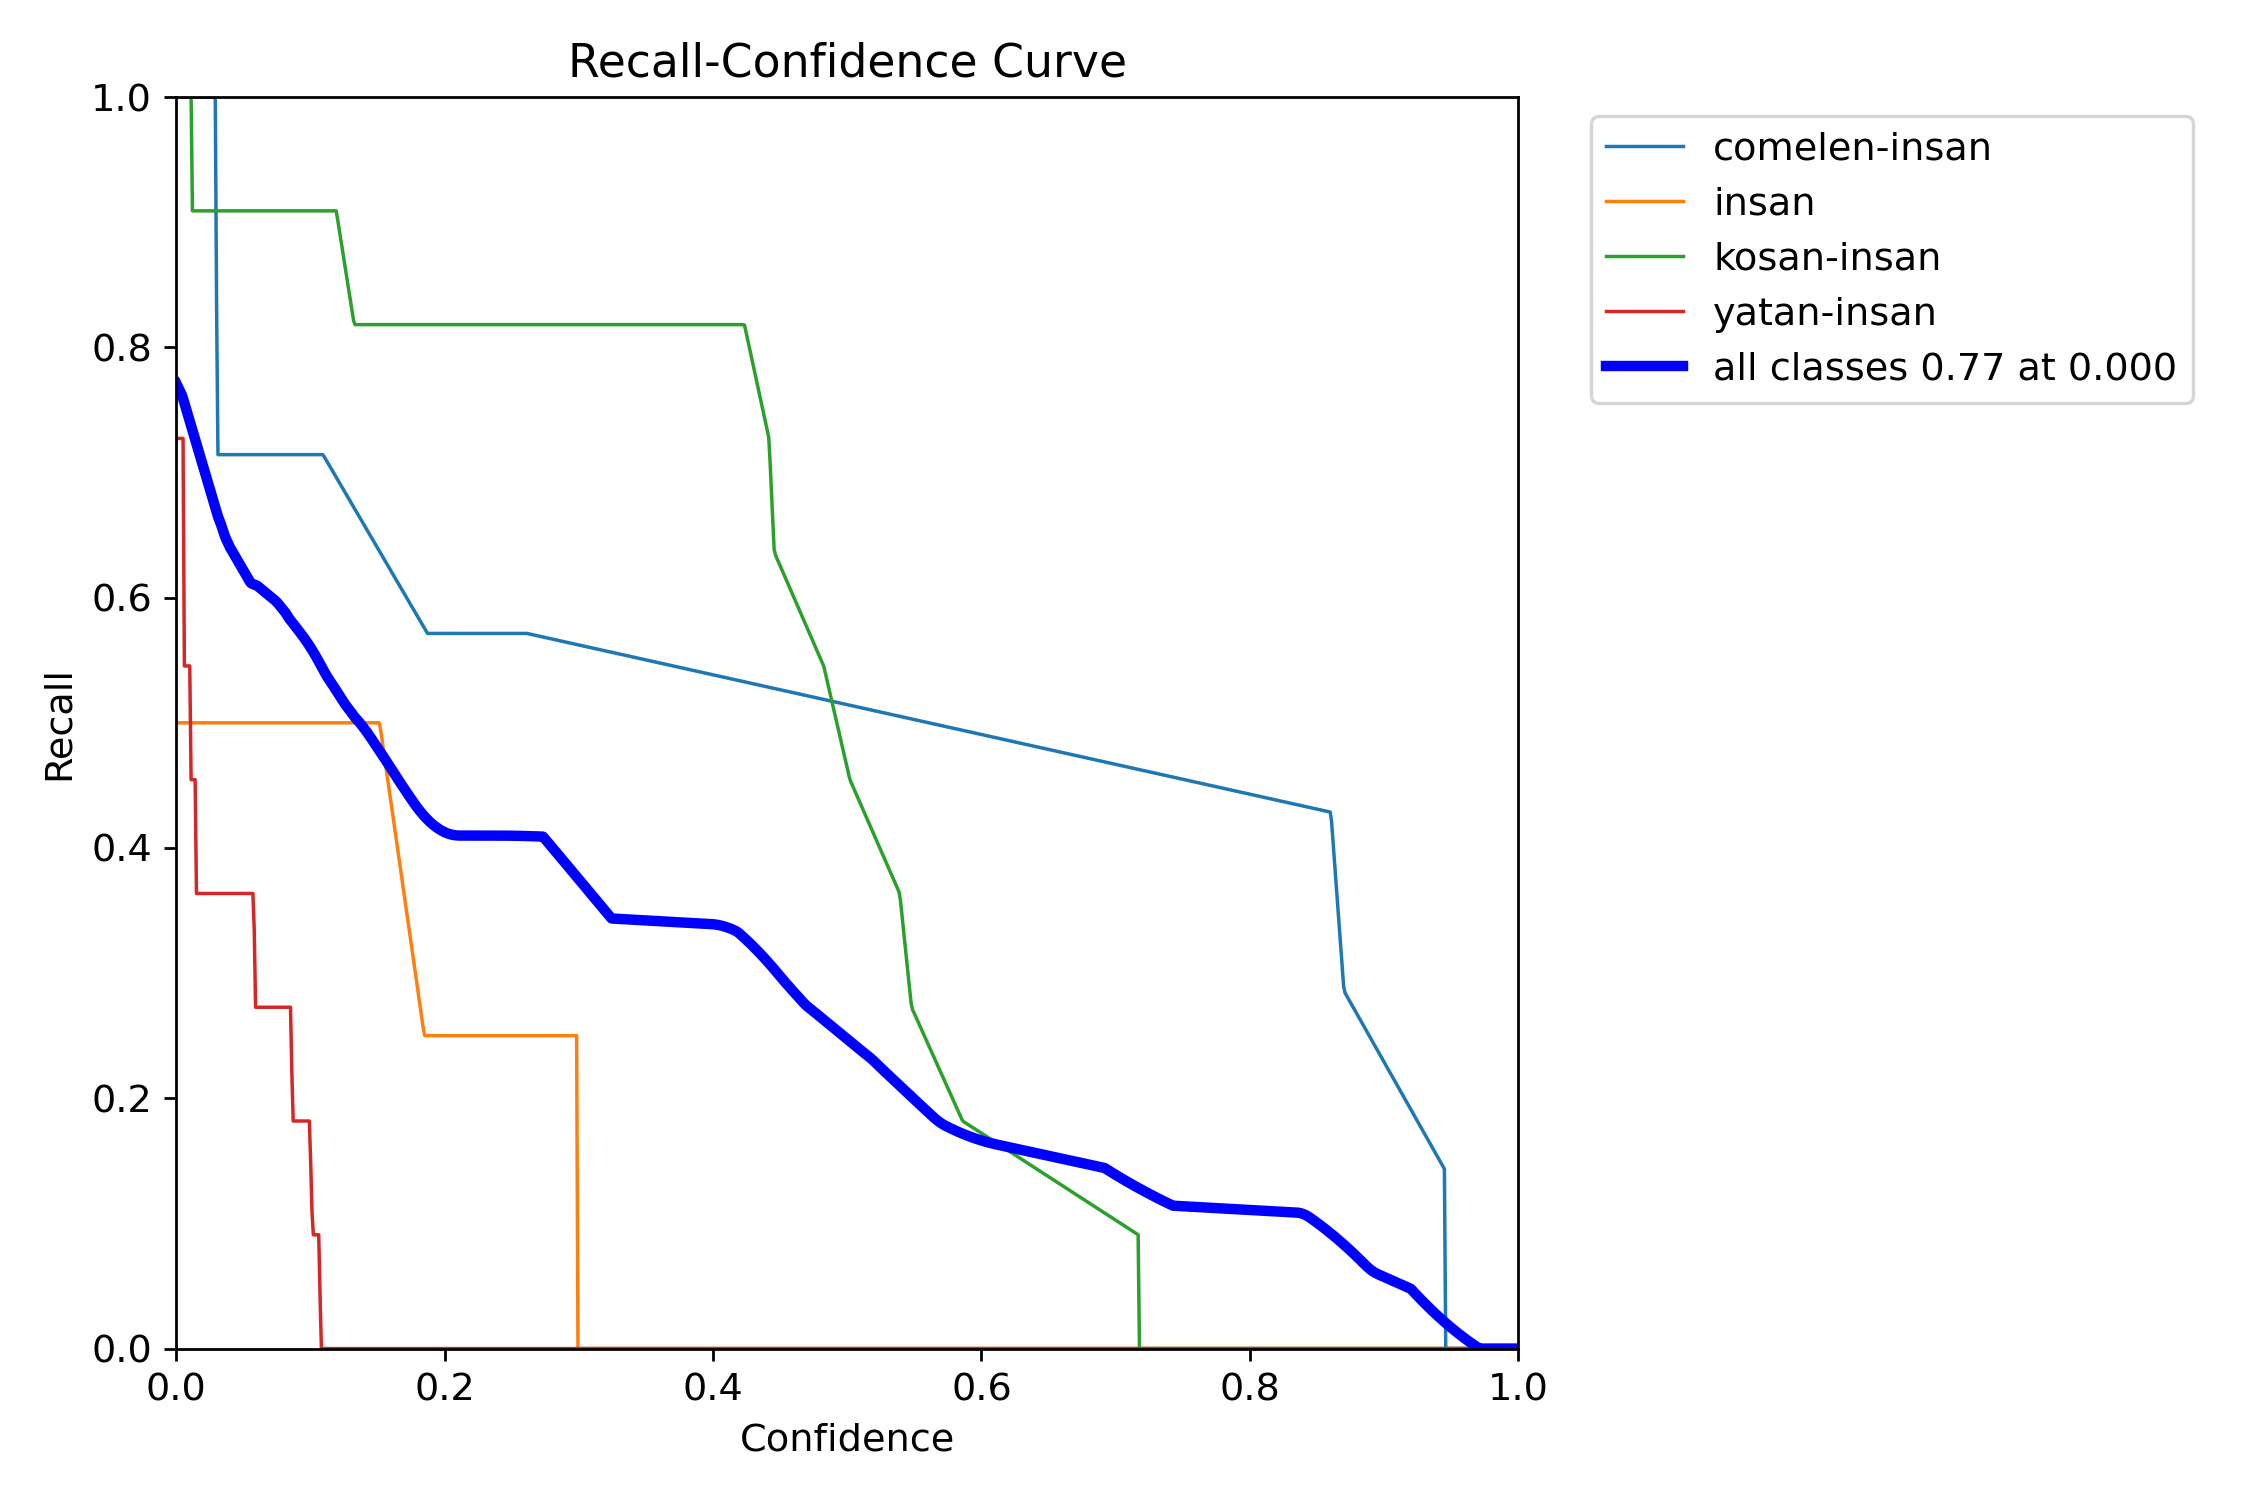 Recall-Confidence Curve
1.0
0.8
0.6
0.4
0.2
0.0
Recall
0.0 0.2 0.4 0.6 0.8 1.0
Confidence
comelen-insan
insan
kosan-insan
yatan-insan
all classes 0.77 at 0.000